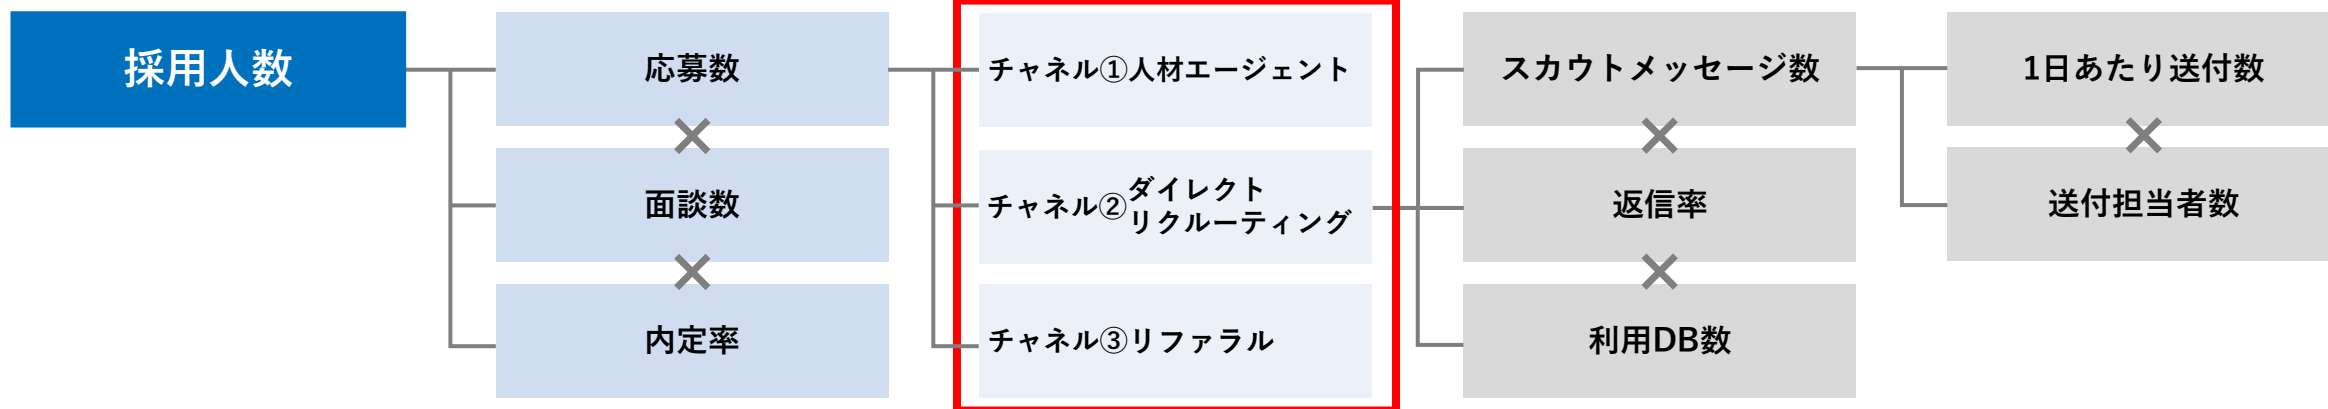 採用人数
応募数
面談数
内定率
チャネル①人材エージェント
チャネル②ダイレクト
リクルーティング
チャネル③リファラル
スカウトメッセージ数
返信率
利用DB数
1日あたり送付数
送付担当者数